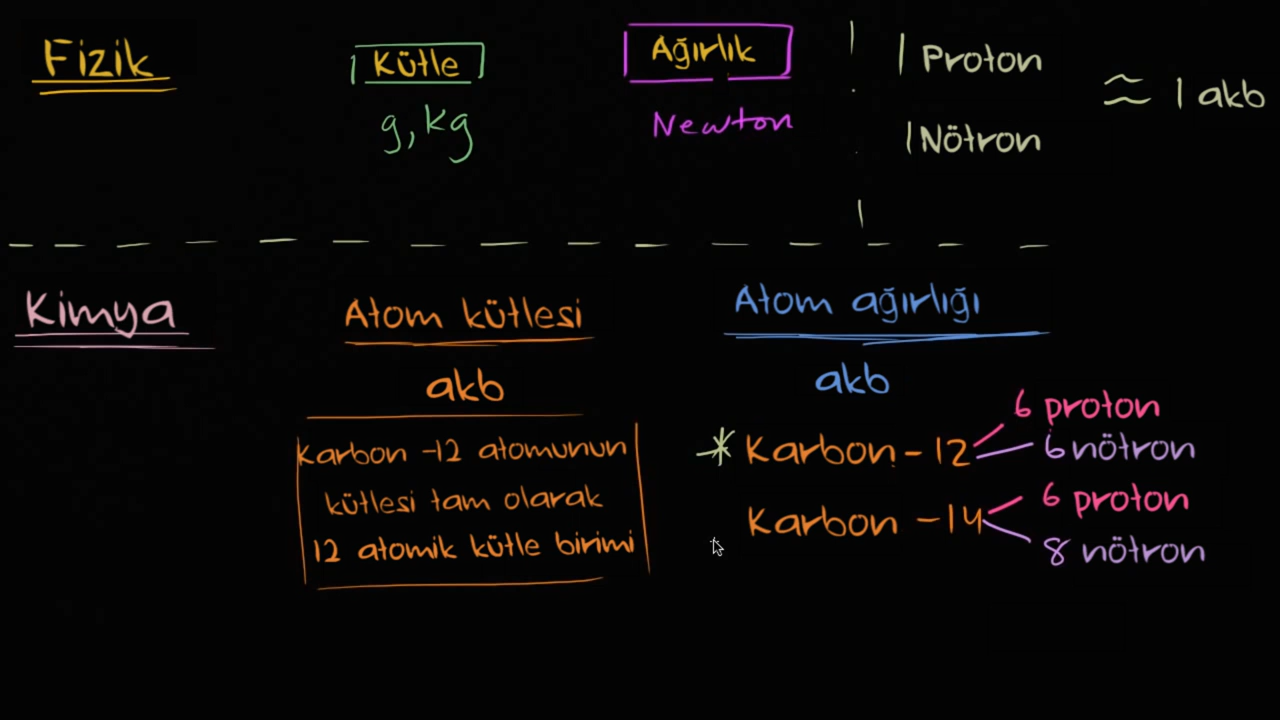 Fizik
Kütle
g, kg
Ağırlık
Newton
1 Proton
1 Nötron
≈ 1 akb
Kimya
Atom kütlesi
akb
Karbon -12 atomunun
kütlesi tam olarak
12 atomik kütle birimi
Atom ağırlığı
akb
* Karbon - 12
6 proton
6 nötron
Karbon - 14
6 proton
8 nötron